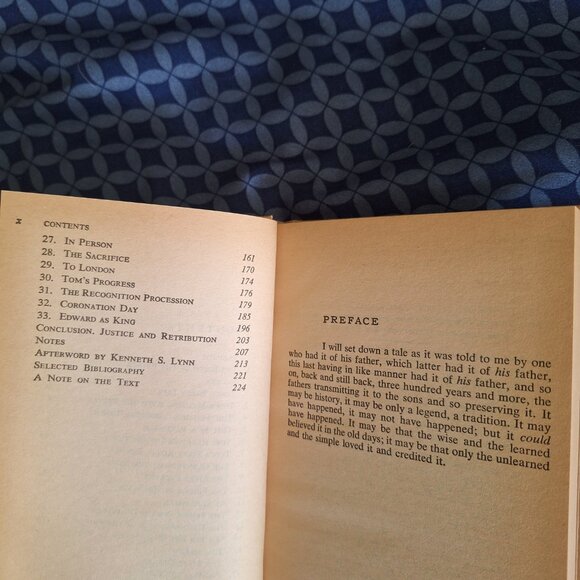 x CONTENTS
27. IN PERSON 161
28. THE SACRIFICE 170
29. TO LONDON 174
30. TOM'S PROGRESS 176
31. THE RECOGNITION PROCESSION 179
32. CORONATION DAY 185
33. EDWARD AS KING 196
CONCLUSION. JUSTICE AND RETRIBUTION 203
NOTES 207
AFTERWORD BY KENNETH S. LYNN 213
SELECTED BIBLIOGRAPHY 221
A NOTE ON THE TEXT 224
PREFACE
I will set down a tale as it was told to me by one
who had it of his father, which latter had it of his father,
this last having in like manner had it of his father, and so
on, back and still back, three hundred years and more, the
fathers transmitting it to the sons and so preserving it. It
may be history, it may be only a legend, a tradition. It may
have happened, it may not have happened; but it could
have happened. It may be that the wise and the learned
believed it in the old days; it may be that only the unlearned
and the simple loved it and credited it.